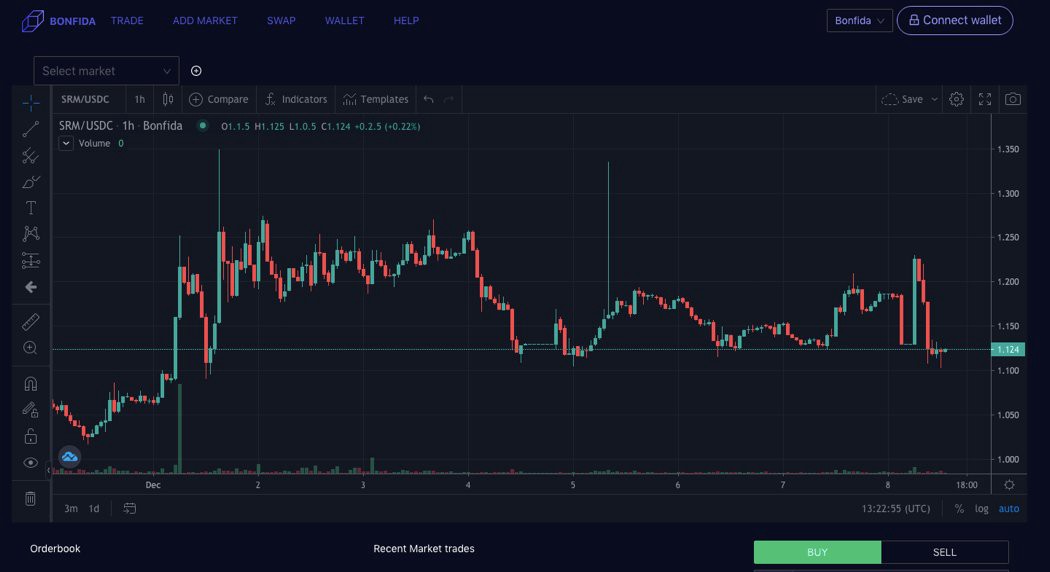 BONFIDA TRADE ADD MARKET SWAP WALLET HELP Bonfida Connect wallet
Select market
SRM/USDC 1h Compare Indicators Templates Save
SRM/USDC · 1h · Bonfida O1.1.5 H1.125 L1.0.5 C1.124 +0.2.5 (+0.22%)
Volume 0
1.350
1.300
1.250
1.200
1.150
1.124
1.100
1.050
1.000
Dec 2 3 4 5 6 7 8 18:00
3m 1d 13:22:55 (UTC) % log auto
Orderbook Recent Market trades BUY SELL